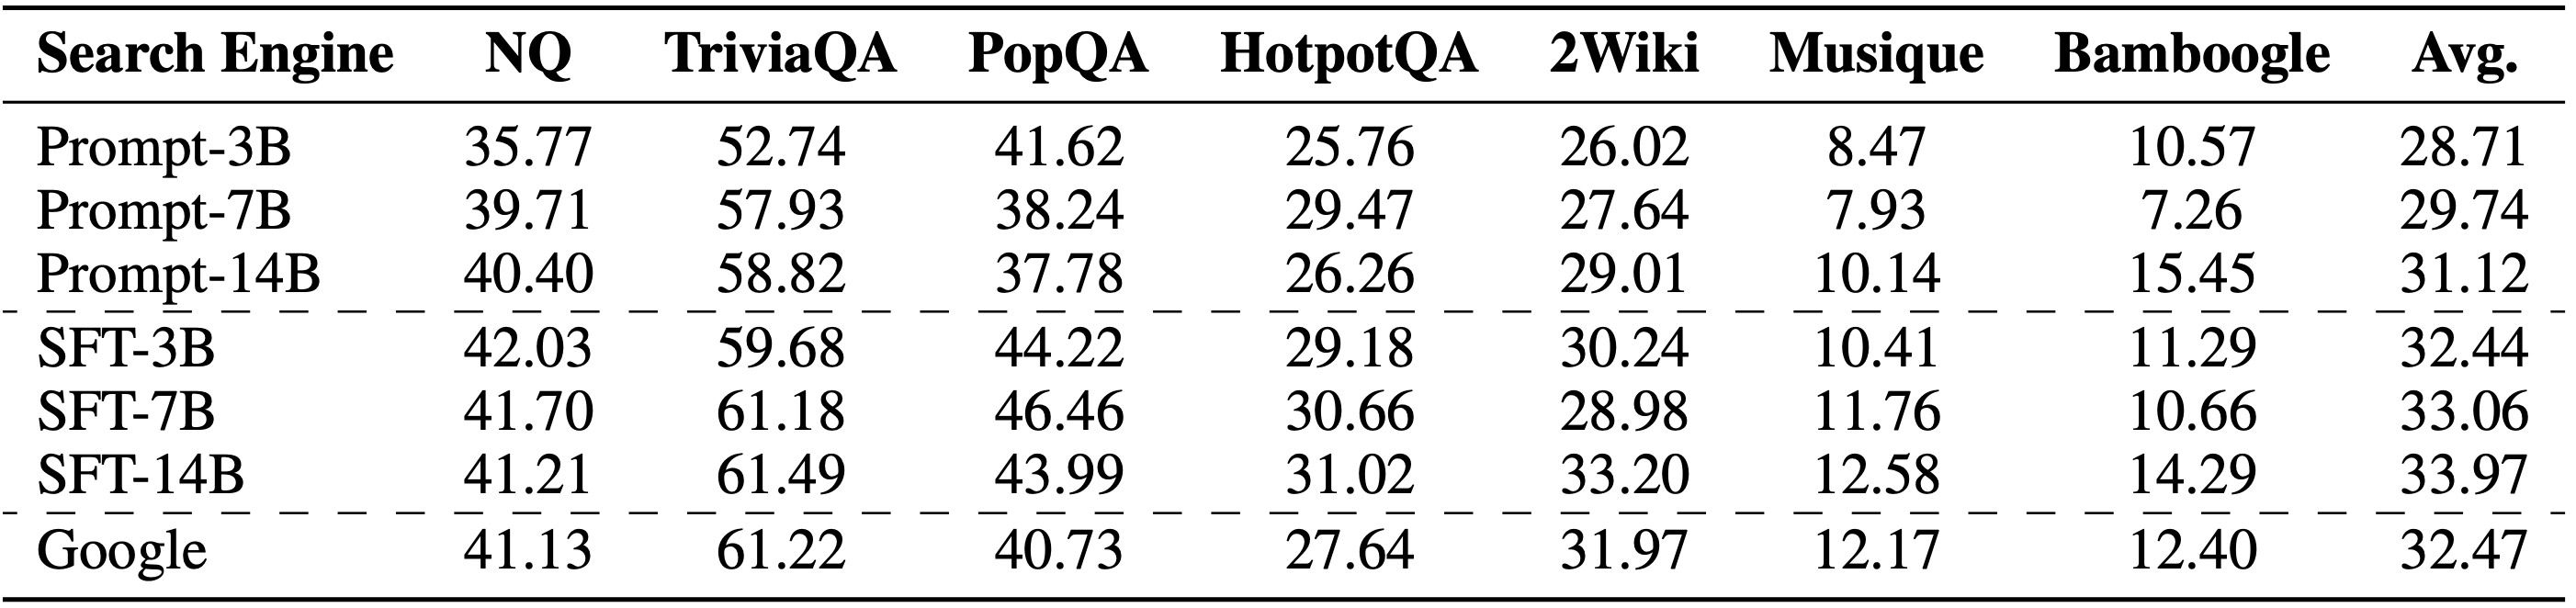 Search Engine NQ TriviaQA PopQA HotpotQA 2Wiki Musique Bamboogle Avg.
Prompt-3B 35.77 52.74 41.62 25.76 26.02 8.47 10.57 28.71
Prompt-7B 39.71 57.93 38.24 29.47 27.64 7.93 7.26 29.74
Prompt-14B 40.40 58.82 37.78 26.26 29.01 10.14 15.45 31.12
SFT-3B 42.03 59.68 44.22 29.18 30.24 10.41 11.29 32.44
SFT-7B 41.70 61.18 46.46 30.66 28.98 11.76 10.66 33.06
SFT-14B 41.21 61.49 43.99 31.02 33.20 12.58 14.29 33.97
Google 41.13 61.22 40.73 27.64 31.97 12.17 12.40 32.47